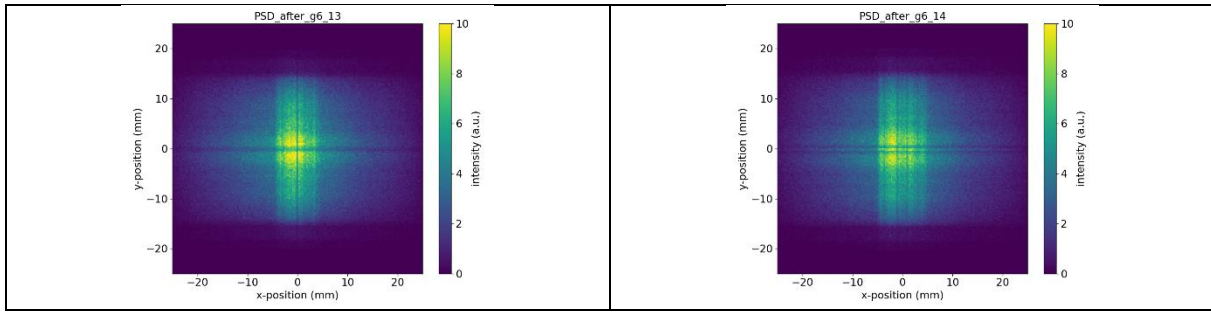 PSD_after_g6_13
20
10
0
−10
−20
y-position (mm)
−20 −10 0 10 20
x-position (mm)
10
8
6
4
2
0
intensity (a.u.)
PSD_after_g6_14
20
10
0
−10
−20
y-position (mm)
−20 −10 0 10 20
x-position (mm)
10
8
6
4
2
0
intensity (a.u.)